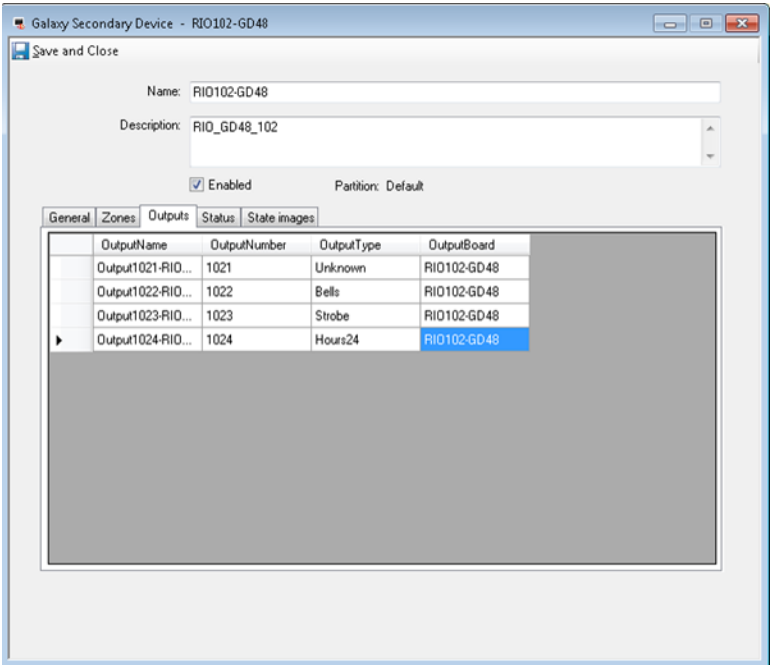 Galaxy Secondary Device - RIO102-GD48
Save and Close
Name: RIO102-GD48
Description: RIO_GD48_102
Enabled Partition: Default
General Zones Outputs Status State images
OutputName OutputNumber OutputType OutputBoard
Output1021-RIO... 1021 Unknown RIO102-GD48
Output1022-RIO... 1022 Bells RIO102-GD48
Output1023-RIO... 1023 Strobe RIO102-GD48
Output1024-RIO... 1024 Hours24 RIO102-GD48